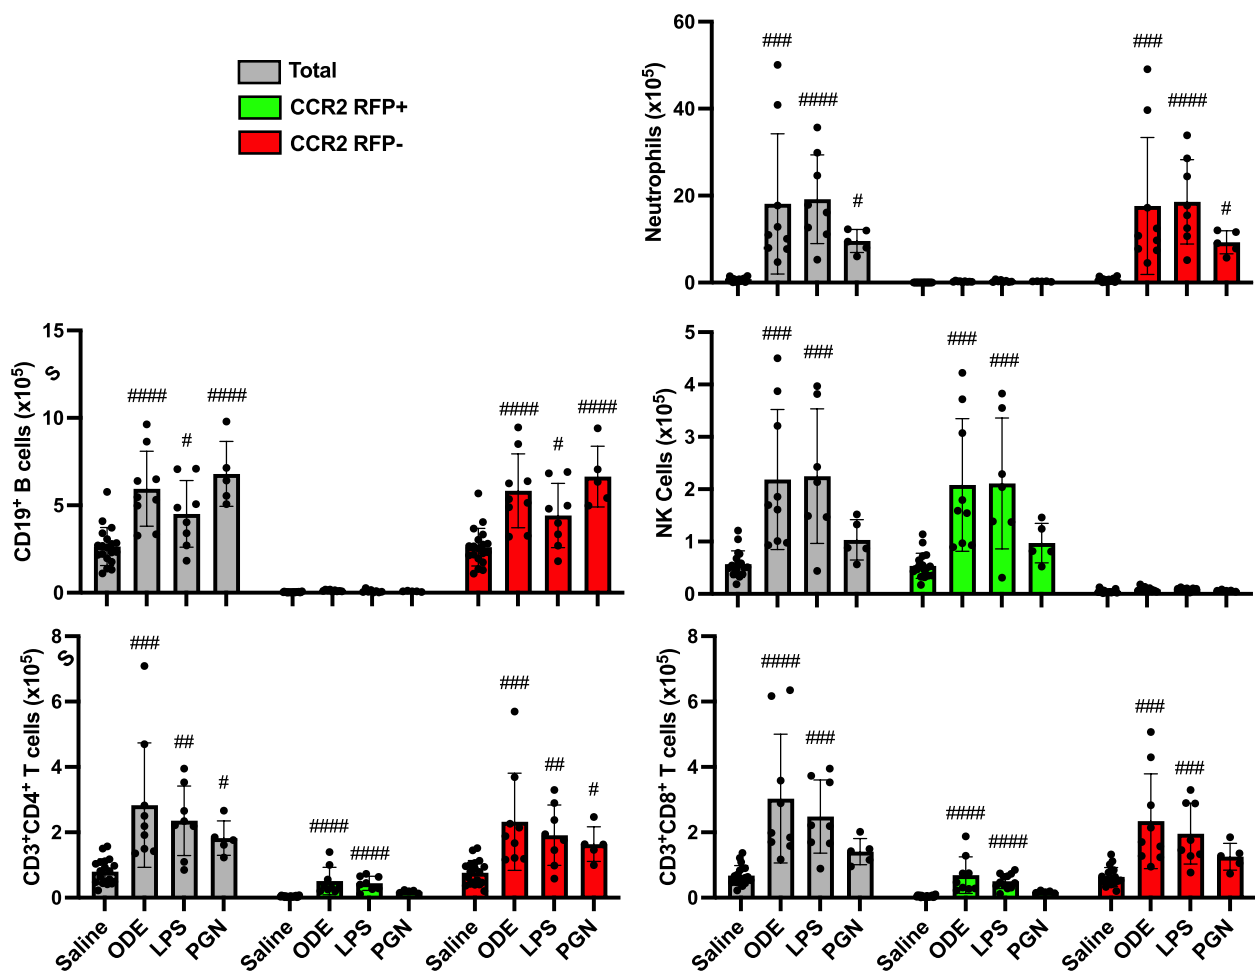 Total
CCR2 RFP+
CCR2 RFP-
Neutrophils (x10⁵)
60
40
20
0
### #### #
### #### #
CD19⁺ B cells (x10⁵)
S
15
10
5
0
#### # ####
#### # ####
NK Cells (x10⁵)
5
4
3
2
1
0
### ###
### ###
CD3⁺CD4⁺ T cells (x10⁵)
S
8
6
4
2
0
### ## #
#### ####
### ## #
Saline ODE LPS PGN Saline ODE LPS PGN Saline ODE LPS PGN
CD3⁺CD8⁺ T cells (x10⁵)
8
6
4
2
0
#### ###
#### ####
### ###
Saline ODE LPS PGN Saline ODE LPS PGN Saline ODE LPS PGN